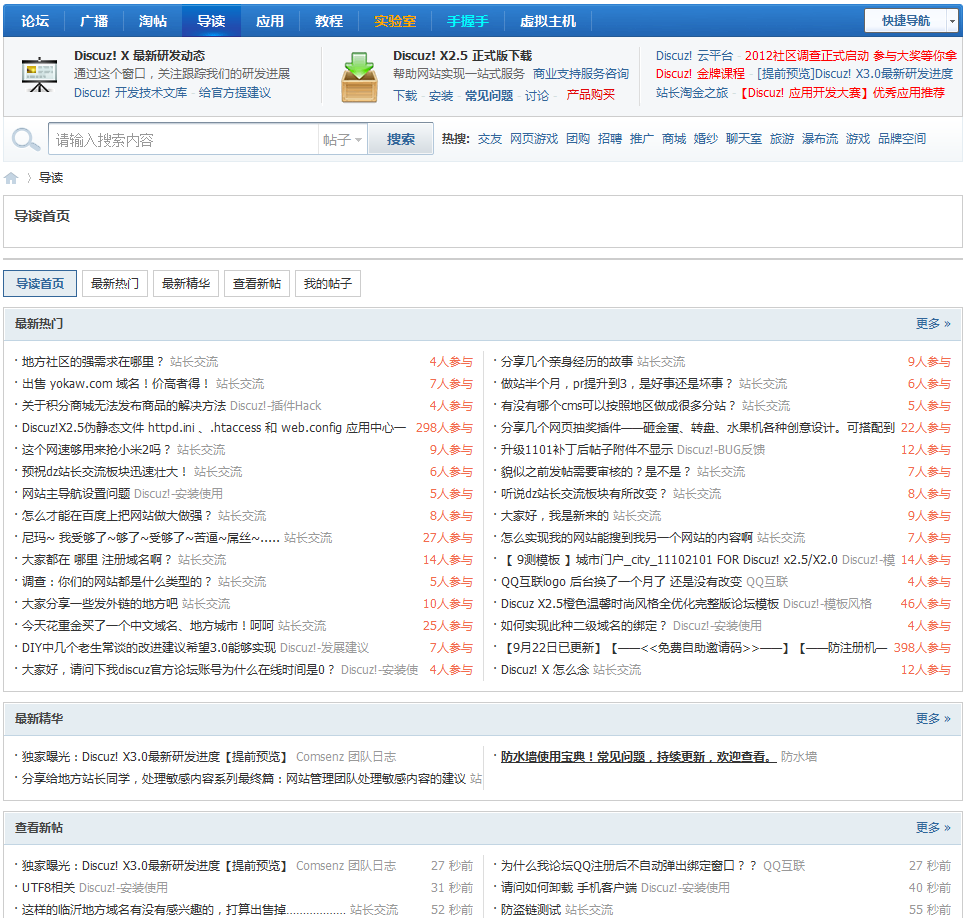 论坛 广播 淘帖 导读 应用 教程 实验室 手握手 虚拟主机 快捷导航
Discuz! X 最新研发动态
通过这个窗口，关注跟踪我们的研发进展
Discuz! 开发技术文库 - 给官方提建议
Discuz! X2.5 正式版下载
帮助网站实现一站式服务 商业支持服务咨询
下载 - 安装 - 常见问题 - 讨论 - 产品购买
Discuz! 云平台 - 2012社区调查正式启动 参与大奖等你拿
Discuz! 金牌课程 - [提前预览]Discuz! X3.0最新研发进度
站长淘金之旅 - 【Discuz! 应用开发大赛】优秀应用推荐
请输入搜索内容 帖子 搜索 热搜: 交友 网页游戏 团购 招聘 推广 商城 婚纱 聊天室 旅游 瀑布流 游戏 品牌空间
导读
导读首页
导读首页 最新热门 最新精华 查看新帖 我的帖子
最新热门 更多 »
· 地方社区的强需求在哪里？ 站长交流 4人参与
· 出售 yokaw.com 域名！价高者得！ 站长交流 7人参与
· 关于积分商城无法发布商品的解决方法 Discuz!-插件Hack 4人参与
· Discuz!X2.5伪静态文件 httpd.ini 、.htaccess 和 web.config 应用中心一 298人参与
· 这个网速够用来抢小米2吗？ 站长交流 9人参与
· 预祝dz站长交流板块迅速壮大！ 站长交流 6人参与
· 网站主导航设置问题 Discuz!-安装使用 5人参与
· 怎么才能在百度上把网站做大做强？ 站长交流 8人参与
· 尼玛~ 我受够了~够了~受够了~苦逼~屌丝~..... 站长交流 27人参与
· 大家都在 哪里 注册域名啊？ 站长交流 14人参与
· 调查：你们的网站都是什么类型的？ 站长交流 5人参与
· 大家分享一些发外链的地方吧 站长交流 10人参与
· 今天花重金买了一个中文域名、地方城市！呵呵 站长交流 25人参与
· DIY中几个老生常谈的改进建议希望3.0能够实现 Discuz!-发展建议 7人参与
· 大家好，请问下我discuz官方论坛账号为什么在线时间是0？ Discuz!-安装使 4人参与
· 分享几个亲身经历的故事 站长交流 9人参与
· 做站半个月，pr提升到3，是好事还是坏事？ 站长交流 6人参与
· 有没有哪个cms可以按照地区做成很多分站？ 站长交流 5人参与
· 分享几个网页抽奖插件——砸金蛋、转盘、水果机各种创意设计。可搭配到 22人参与
· 升级1101补丁后帖子附件不显示 Discuz!-BUG反馈 12人参与
· 貌似之前发帖需要审核的？是不是？ 站长交流 7人参与
· 听说dz站长交流板块有所改变？ 站长交流 8人参与
· 大家好，我是新来的 站长交流 9人参与
· 怎么实现我的网站能搜到我另一个网站的内容啊 站长交流 7人参与
· 【 9测模板 】城市门户_city_11102101 FOR Discuz! x2.5/X2.0 Discuz!-模 14人参与
· QQ互联logo 后台换了一个月了 还是没有改变 QQ互联 4人参与
· Discuz X2.5橙色温馨时尚风格全优化完整版论坛模板 Discuz!-模板风格 46人参与
· 如何实现此种二级域名的绑定？ Discuz!-安装使用 4人参与
· 【9月22日已更新】【——<<免费自助邀请码>>——】【——防注册机— 398人参与
· Discuz! X 怎么念 站长交流 12人参与
最新精华 更多 »
· 独家曝光：Discuz! X3.0最新研发进度【提前预览】 Comsenz 团队日志
· 分享给地方站长同学，处理敏感内容系列最终篇：网站管理团队处理敏感内容的建议 站
· 防水墙使用宝典！常见问题，持续更新，欢迎查看。 防水墙
查看新帖 更多 »
· 独家曝光：Discuz! X3.0最新研发进度【提前预览】 Comsenz 团队日志 27 秒前
· UTF8相关 Discuz!-安装使用 31 秒前
· 这样的临沂地方域名有没有感兴趣的，打算出售掉.................. 站长交流 52 秒前
· 为什么我论坛QQ注册后不自动弹出绑定窗口？？ QQ互联 27 秒前
· 请问如何卸载 手机客户端 Discuz!-安装使用 40 秒前
· 防盗链测试 站长交流 55 秒前